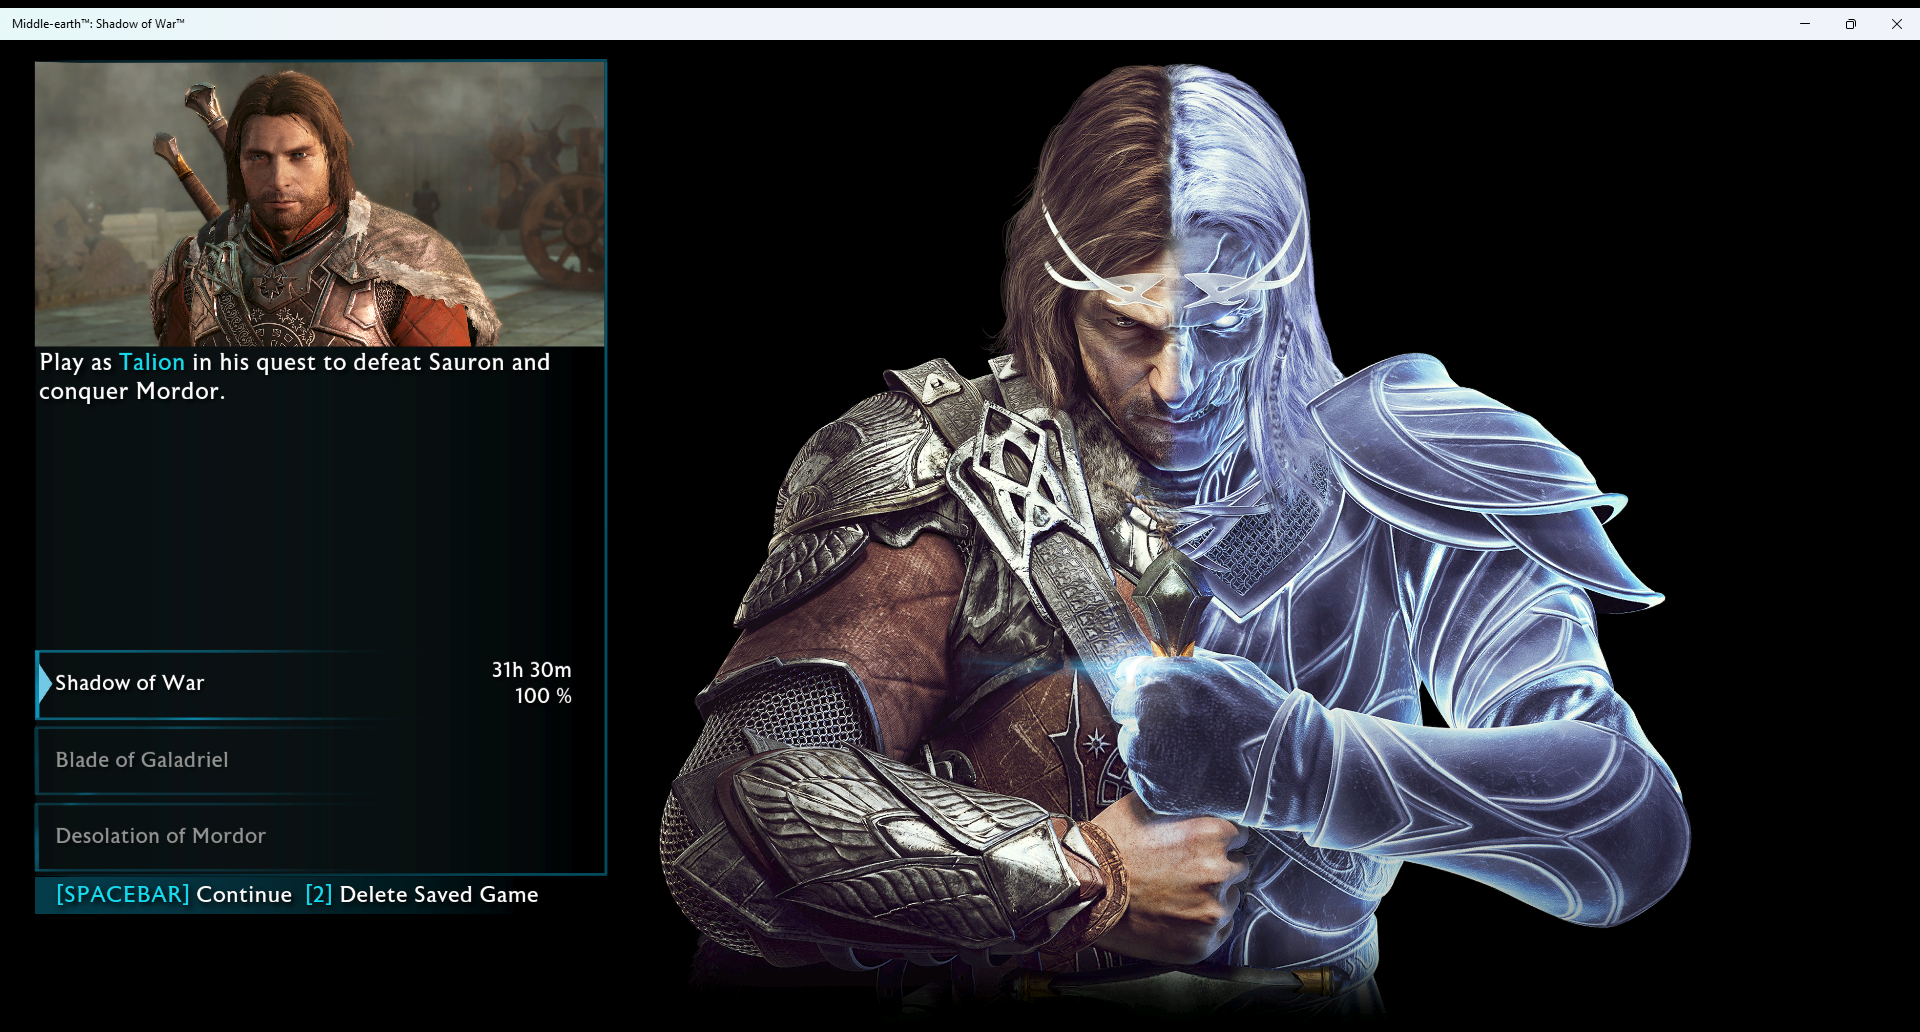 Middle-earth™: Shadow of War™
Play as Talion in his quest to defeat Sauron and
conquer Mordor.
Shadow of War
31h 30m
100 %
Blade of Galadriel
Desolation of Mordor
[SPACEBAR] Continue [2] Delete Saved Game